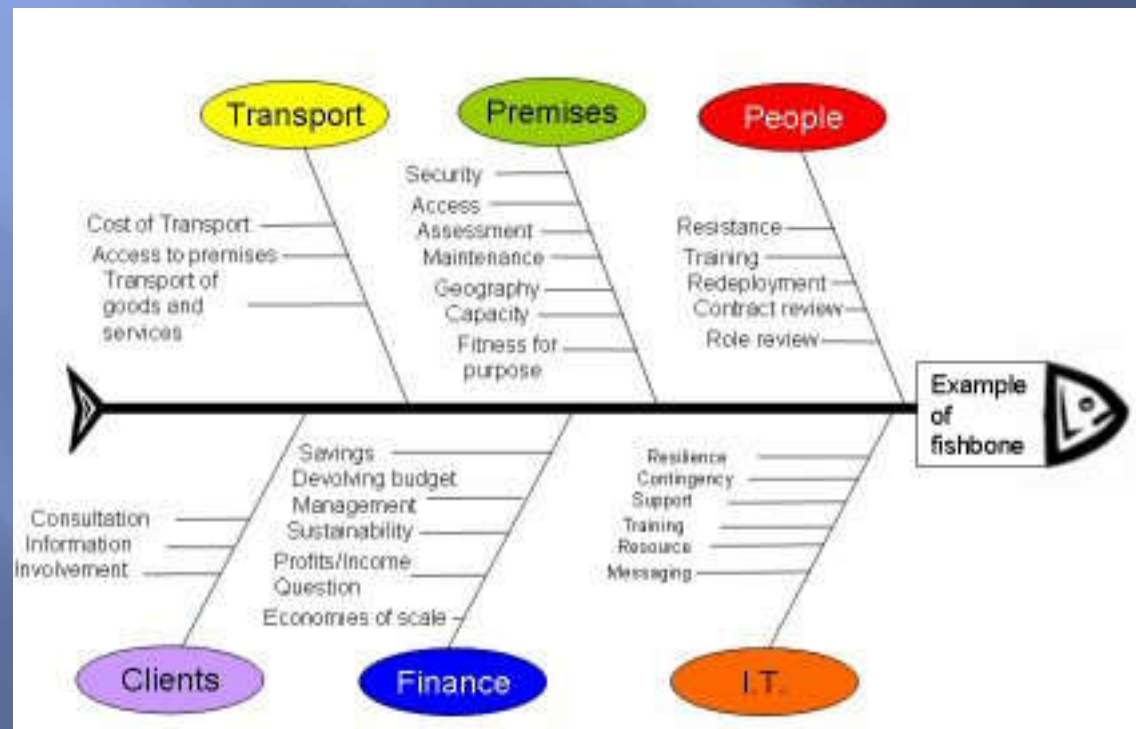 Transport
Premises
People
Cost of Transport
Access to premises
Transport of
goods and
services
Security
Access
Assessment
Maintenance
Geography
Capacity
Fitness for
purpose
Resistance
Training
Redeployment
Contract review
Role review
Example
of
fishbone
Consultation
Information
Involvement
Savings
Devolving budget
Management
Sustainability
Profits/Income
Question
Economies of scale
Resilience
Contingency
Support
Training
Resource
Messaging
Clients
Finance
I.T.